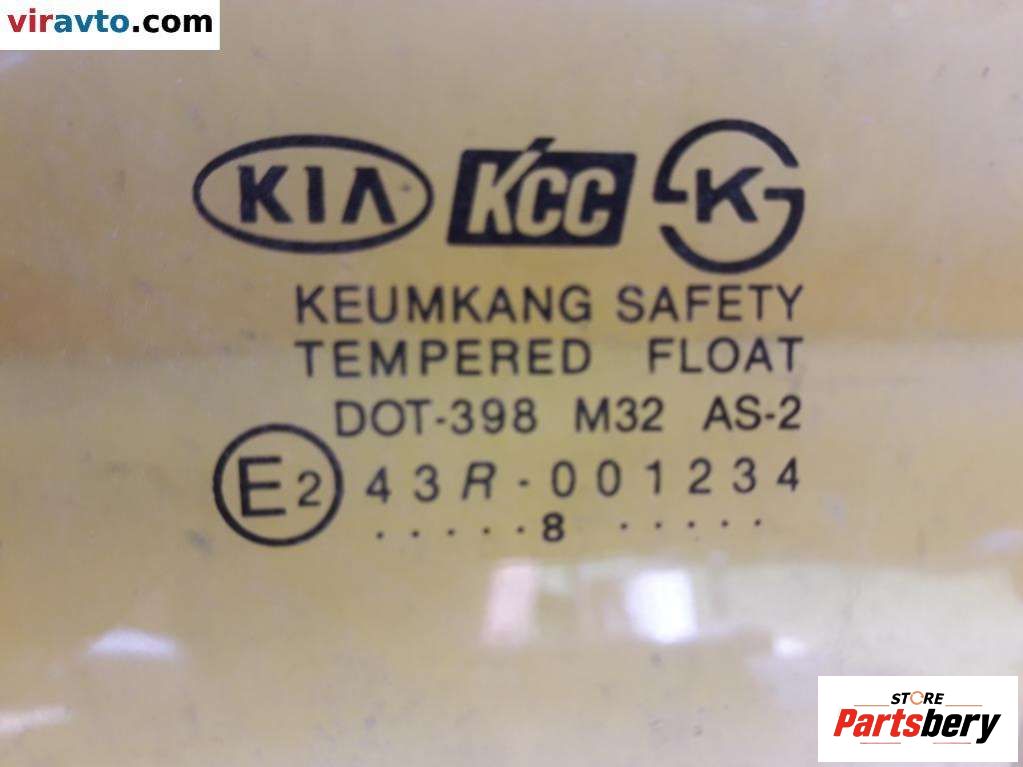 viravto.com
KIA KCC K
KEUMKANG SAFETY
TEMPERED FLOAT
DOT-398 M32 AS-2
E2 43R-001234
.....8.....
STORE
Partsbery